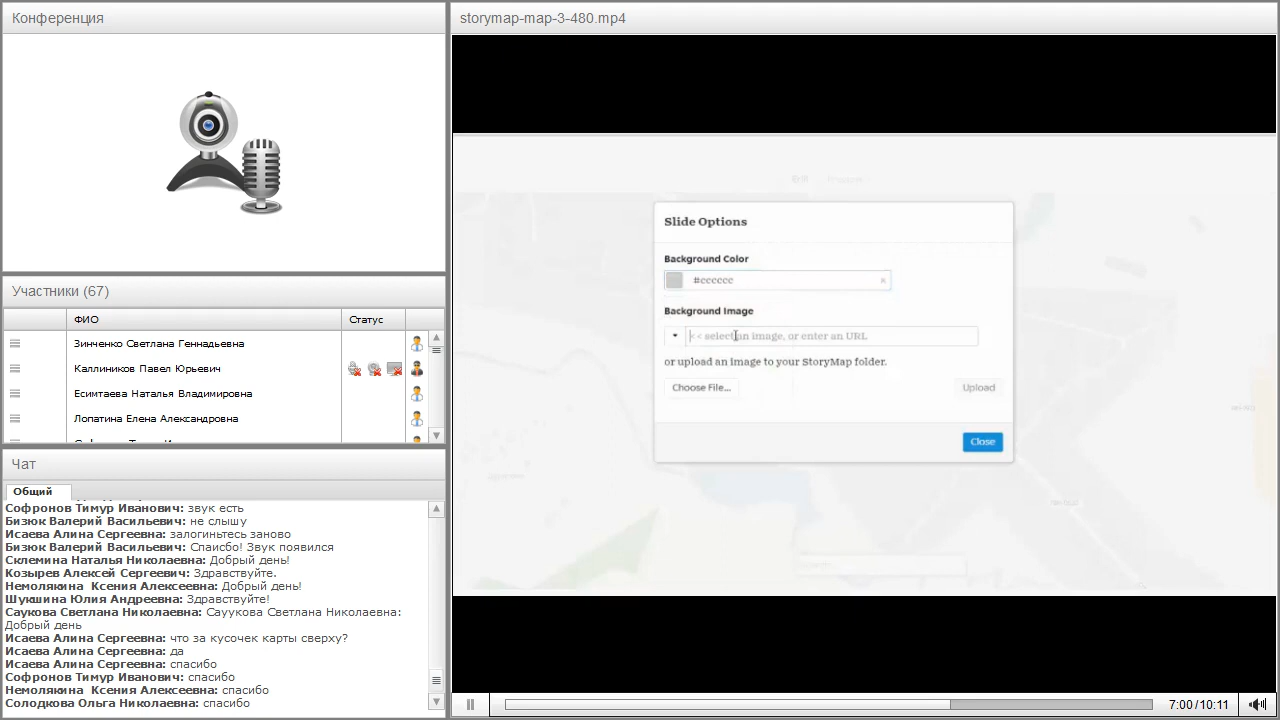 Конференция
storymap-map-3-480.mp4
Участники (67)
ФИО
Статус
Зинченко Светлана Геннадьевна
Каллиников Павел Юрьевич
Есимтаева Наталья Владимировна
Лопатина Елена Александровна
Чат
Общий
Софронов Тимур Иванович: звук есть
Бизюк Валерий Васильевич: не слышу
Исаева Алина Сергеевна: залогиньтесь заново
Бизюк Валерий Васильевич: Спаисбо! Звук появился
Склемина Наталья Николаевна: Добрый день!
Козырев Алексей Сергеевич: Здравствуйте.
Немолякина Ксения Алексеевна: Добрый день!
Шукшина Юлия Андреевна: Здравствуйте!
Саукова Светлана Николаевна: Сауукова Светлана Николаевна:
Добрый день
Исаева Алина Сергеевна: что за кусочек карты сверху?
Исаева Алина Сергеевна: да
Исаева Алина Сергеевна: спасибо
Софронов Тимур Иванович: спасибо
Немолякина Ксения Алексеевна: спасибо
Солодкова Ольга Николаевна: спасибо
Edit
Slide Options
Background Color
#cccccc
Background Image
<< select an image, or enter an URL
or upload an image to your StoryMap folder.
Choose File...
Upload
Close
7:00/10:11